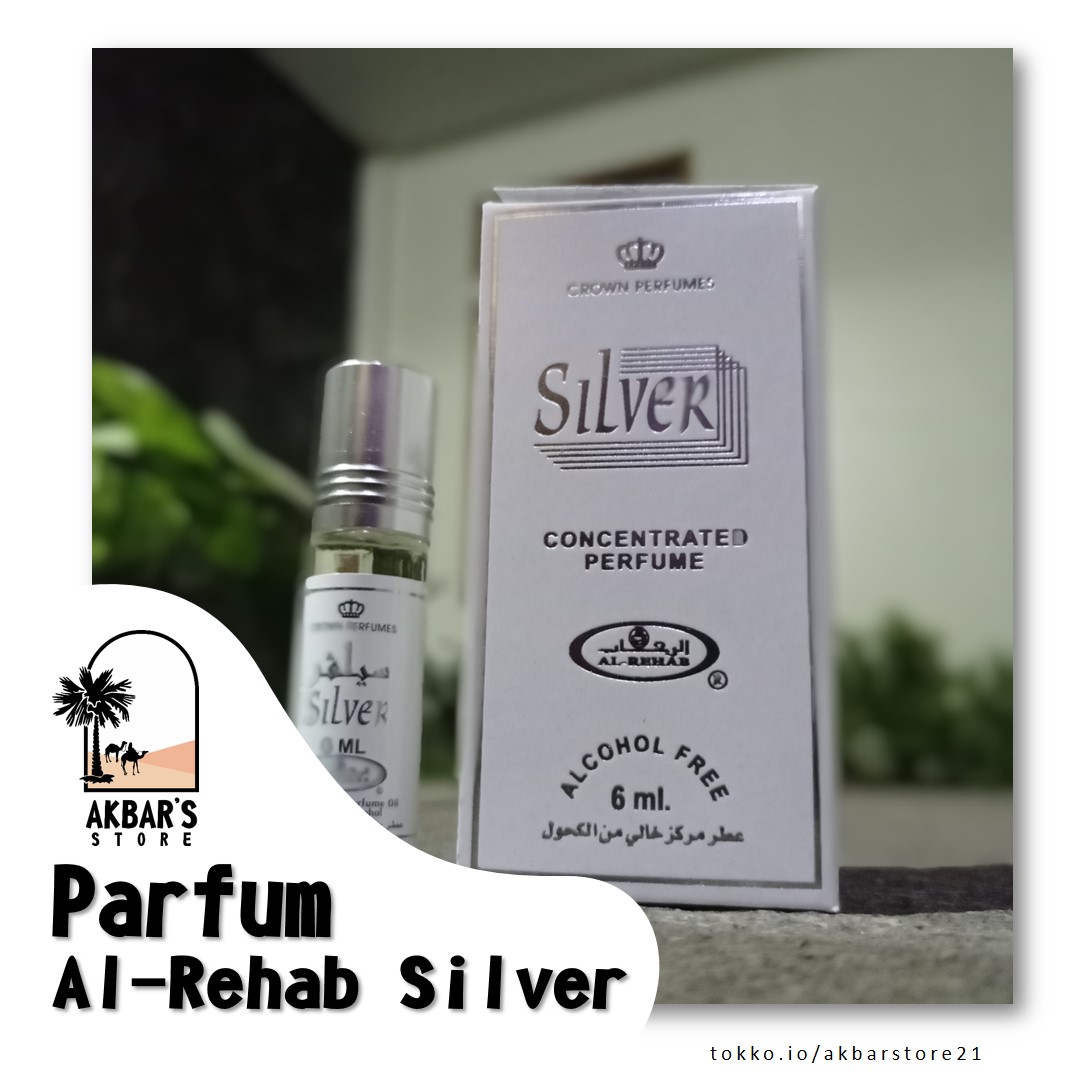 CROWN PERFUMES
SILVER
CONCENTRATED
PERFUME
الرحاب
AL-REHAB
®
ALCOHOL FREE
6 ml.
عطر مركز خالي من الكحول
CROWN PERFUMES
سيلفر
SILVER
ML
AKBAR'S
STORE
Parfum
Al-Rehab Silver
tokko.io/akbarstore21